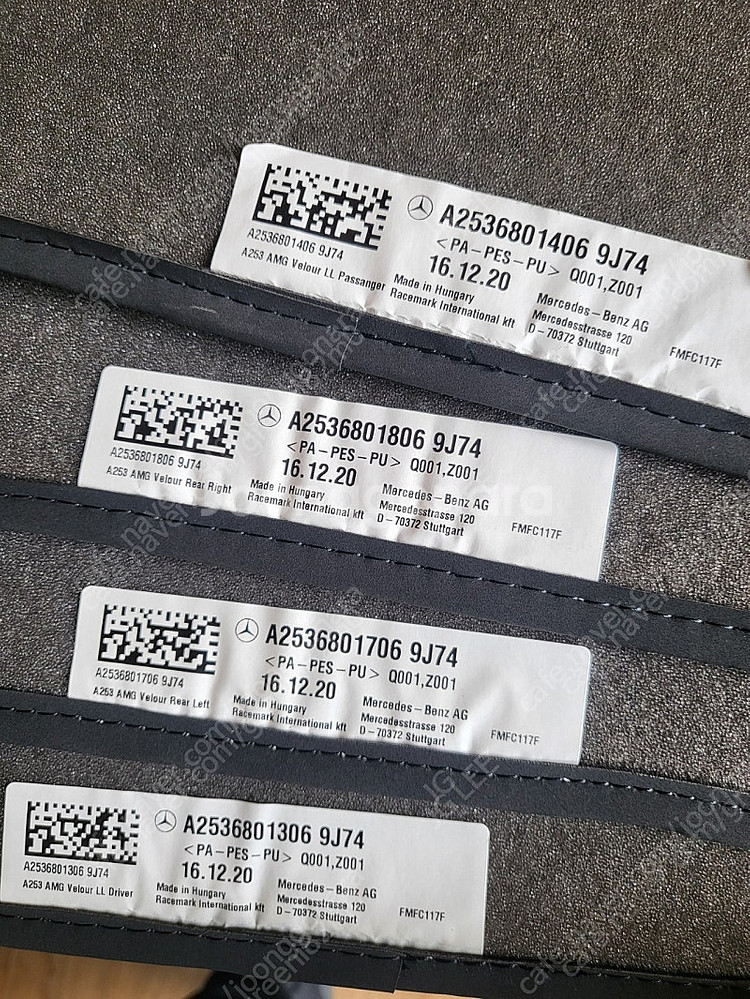 A2536801406 9J74
<PA-PES-PU> Q001,Z001
16.12.20
A2536801406 9J74
A253 AMG Velour LL Passenger
Made in Hungary
Racemark International kft
Mercedes-Benz AG
Mercedesstrasse 120
D-70372 Stuttgart
FMFC117F
A2536801806 9J74
<PA-PES-PU> Q001,Z001
16.12.20
A2536801806 9J74
A253 AMG Velour Rear Right
Made in Hungary
Racemark International kft
Mercedes-Benz AG
Mercedesstrasse 120
D-70372 Stuttgart
FMFC117F
A2536801706 9J74
<PA-PES-PU> Q001,Z001
16.12.20
A2536801706 9J74
A253 AMG Velour Rear Left
Made in Hungary
Racemark International kft
Mercedes-Benz AG
Mercedesstrasse 120
D-70372 Stuttgart
FMFC117F
A2536801306 9J74
<PA-PES-PU> Q001,Z001
16.12.20
A2536801306 9J74
A253 AMG Velour LL Driver
Made in Hungary
Racemark International kft
Mercedes-Benz AG
Mercedesstrasse 120
D-70372 Stuttgart
FMFC117F